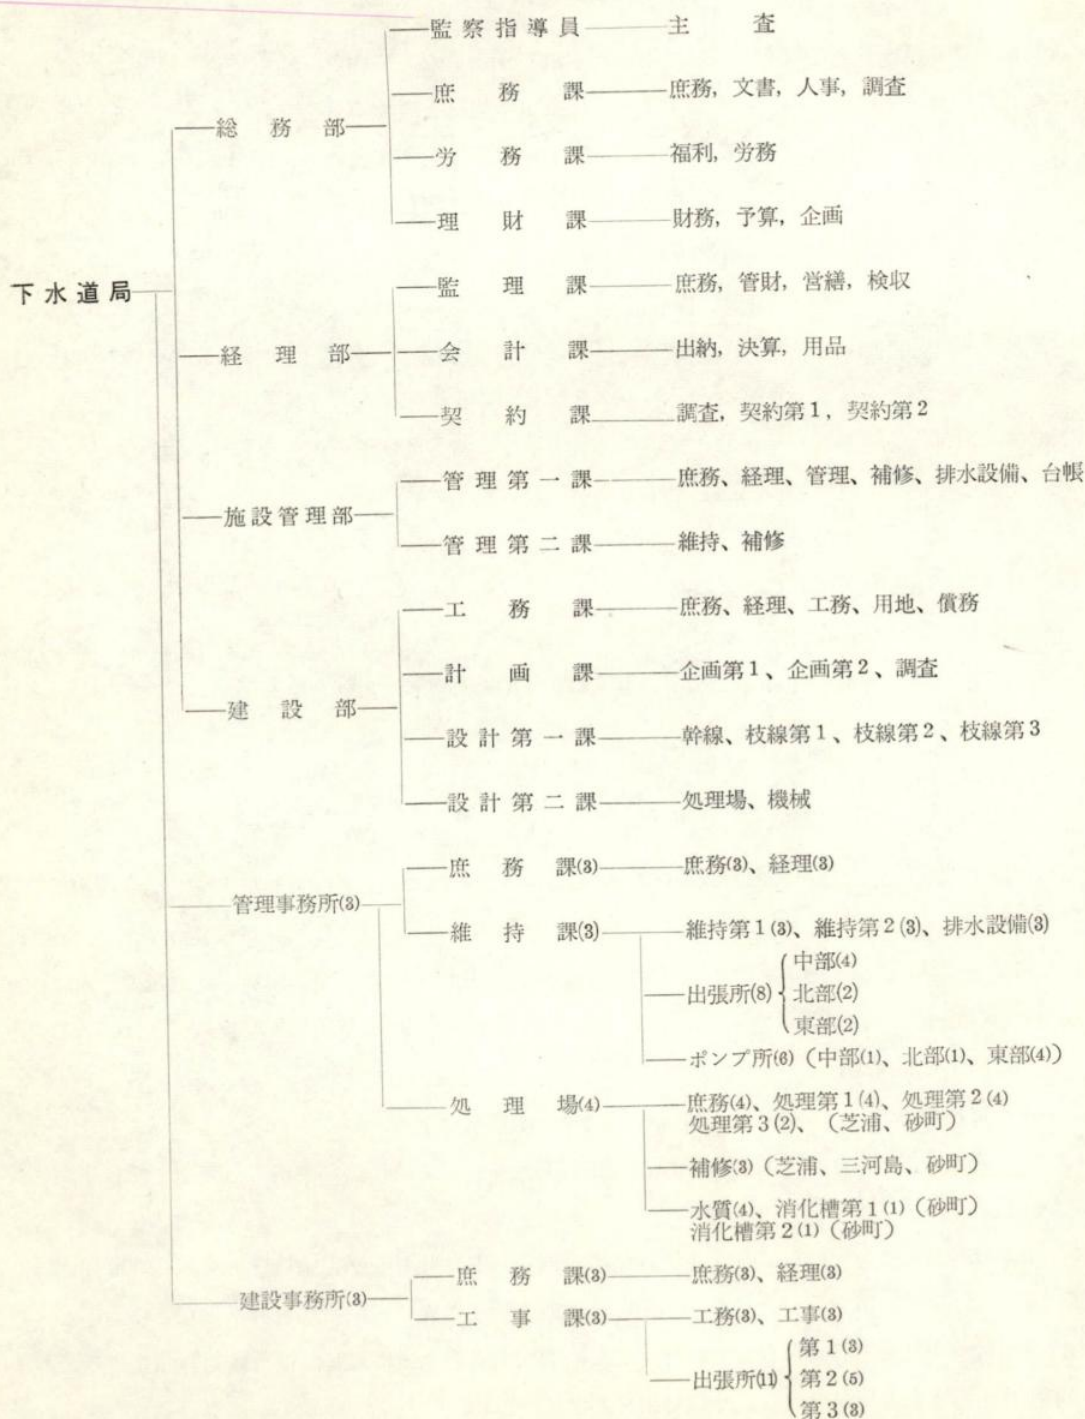 監察指導員 主査
庶務課 庶務, 文書, 人事, 調査
総務部
労務課 福利, 労務
理財課 財務, 予算, 企画
下水道局
監理課 庶務, 管財, 営繕, 検収
経理部 会計課 出納, 決算, 用品
契約課 調査, 契約第1, 契約第2
管理第一課 庶務、経理、管理、補修、排水設備、台帳
施設管理部
管理第二課 維持、補修
工務課 庶務、経理、工務、用地、償務
計画課 企画第1、企画第2、調査
建設部
設計第一課 幹線、枝線第1、枝線第2、枝線第3
設計第二課 処理場、機械
庶務課(3) 庶務(3)、経理(3)
管理事務所(3)
維持課(3) 維持第1(3)、維持第2(3)、排水設備(3)
中部(4)
出張所(8) 北部(2)
東部(2)
ポンプ所(6)(中部(1)、北部(1)、東部(4))
処理場(4) 庶務(4)、処理第1(4)、処理第2(4)
処理第3(2)、(芝浦、砂町)
補修(3)(芝浦、三河島、砂町)
水質(4)、消化槽第1(1)(砂町)
消化槽第2(1)(砂町)
庶務課(3) 庶務(3)、経理(3)
建設事務所(3)
工事課(3) 工務(3)、工事(3)
第1(3)
出張所(11) 第2(5)
第3(3)